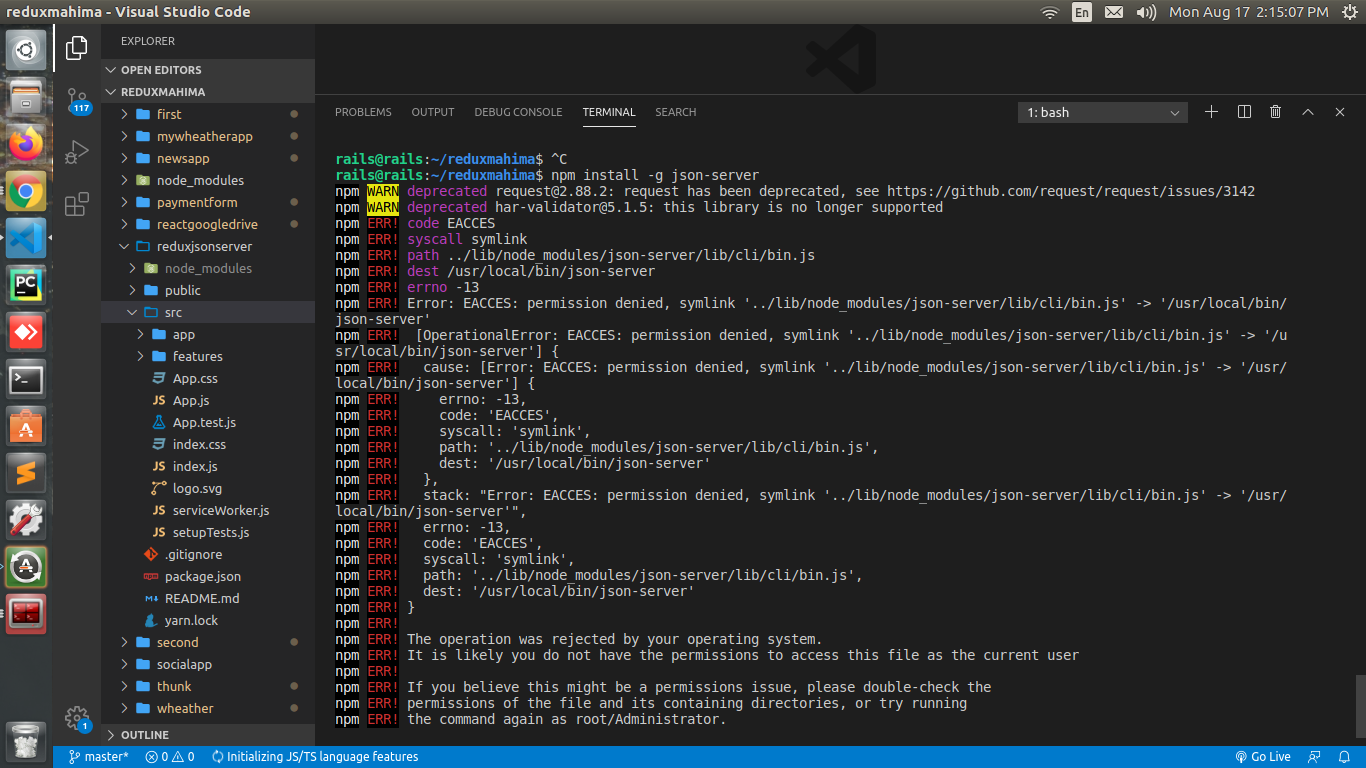 reduxmahima - Visual Studio Code
En
Mon Aug 17 2:15:07 PM
EXPLORER
OPEN EDITORS
REDUXMAHIMA
117
first
mywheatherapp
newsapp
node_modules
paymentform
reactgoogledrive
reduxjsonserver
node_modules
public
src
app
features
App.css
JS App.js
App.test.js
index.css
JS index.js
logo.svg
JS serviceWorker.js
JS setupTests.js
.gitignore
package.json
README.md
yarn.lock
second
socialapp
thunk
wheather
OUTLINE
PC
1
PROBLEMS OUTPUT DEBUG CONSOLE TERMINAL SEARCH
1: bash
rails@rails:~/reduxmahima$ ^C
rails@rails:~/reduxmahima$ npm install -g json-server
npm WARN deprecated request@2.88.2: request has been deprecated, see https://github.com/request/request/issues/3142
npm WARN deprecated har-validator@5.1.5: this library is no longer supported
npm ERR! code EACCES
npm ERR! syscall symlink
npm ERR! path ../lib/node_modules/json-server/lib/cli/bin.js
npm ERR! dest /usr/local/bin/json-server
npm ERR! errno -13
npm ERR! Error: EACCES: permission denied, symlink '../lib/node_modules/json-server/lib/cli/bin.js' -> '/usr/local/bin/
json-server'
npm ERR!  [OperationalError: EACCES: permission denied, symlink '../lib/node_modules/json-server/lib/cli/bin.js' -> '/u
sr/local/bin/json-server'] {
npm ERR!   cause: [Error: EACCES: permission denied, symlink '../lib/node_modules/json-server/lib/cli/bin.js' -> '/usr/
local/bin/json-server'] {
npm ERR!     errno: -13,
npm ERR!     code: 'EACCES',
npm ERR!     syscall: 'symlink',
npm ERR!     path: '../lib/node_modules/json-server/lib/cli/bin.js',
npm ERR!     dest: '/usr/local/bin/json-server'
npm ERR!   },
npm ERR!   stack: "Error: EACCES: permission denied, symlink '../lib/node_modules/json-server/lib/cli/bin.js' -> '/usr/
local/bin/json-server'",
npm ERR!   errno: -13,
npm ERR!   code: 'EACCES',
npm ERR!   syscall: 'symlink',
npm ERR!   path: '../lib/node_modules/json-server/lib/cli/bin.js',
npm ERR!   dest: '/usr/local/bin/json-server'
npm ERR! }
npm ERR!
npm ERR! The operation was rejected by your operating system.
npm ERR! It is likely you do not have the permissions to access this file as the current user
npm ERR!
npm ERR! If you believe this might be a permissions issue, please double-check the
npm ERR! permissions of the file and its containing directories, or try running
npm ERR! the command again as root/Administrator.
master* 0 0 Initializing JS/TS language features Go Live